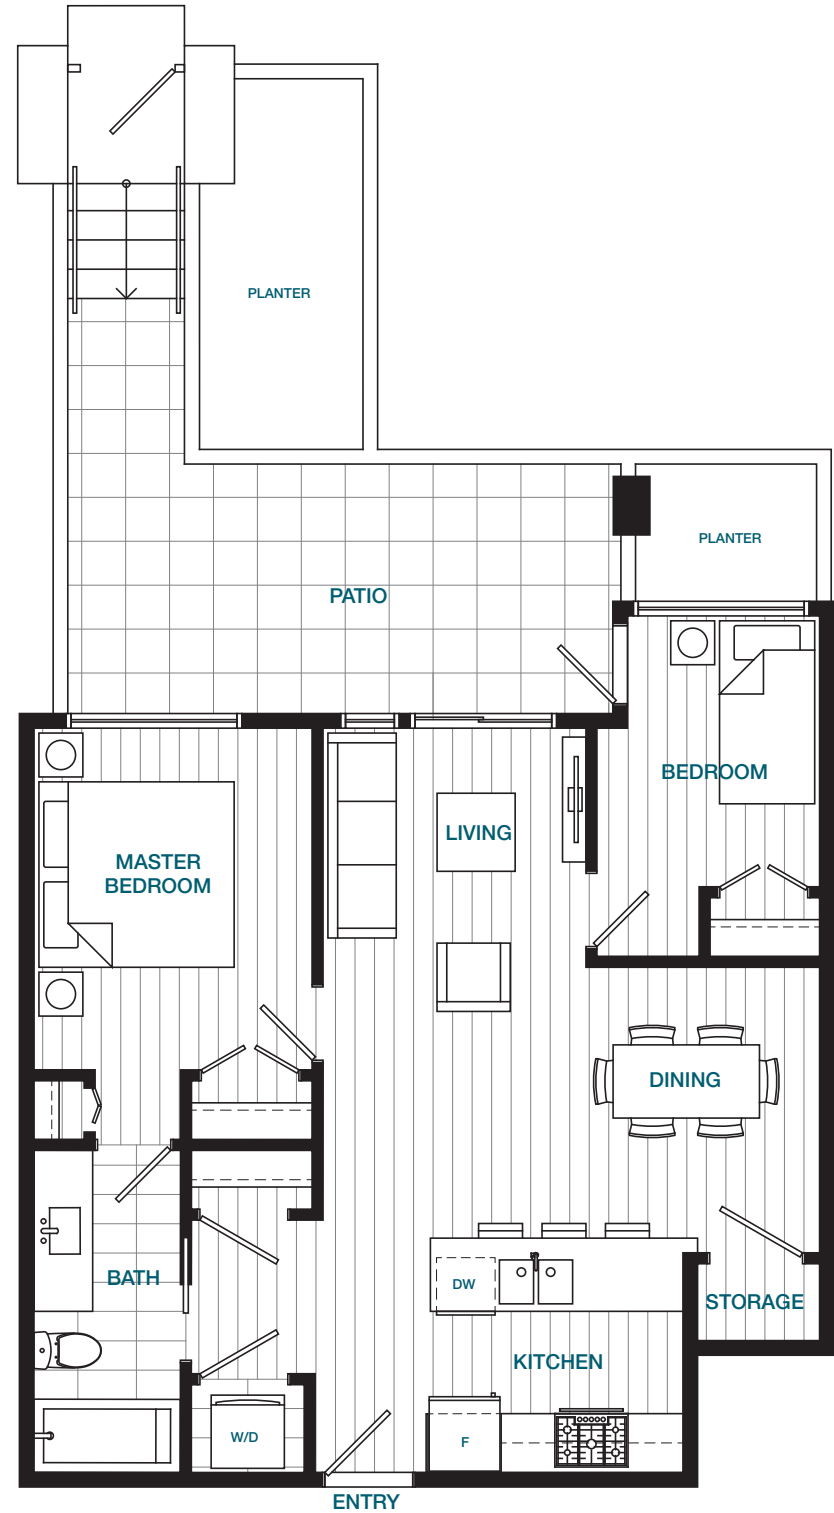 PLANTER
PLANTER
PATIO
BEDROOM
LIVING
MASTER
BEDROOM
DINING
BATH
DW
STORAGE
KITCHEN
W/D
F
ENTRY